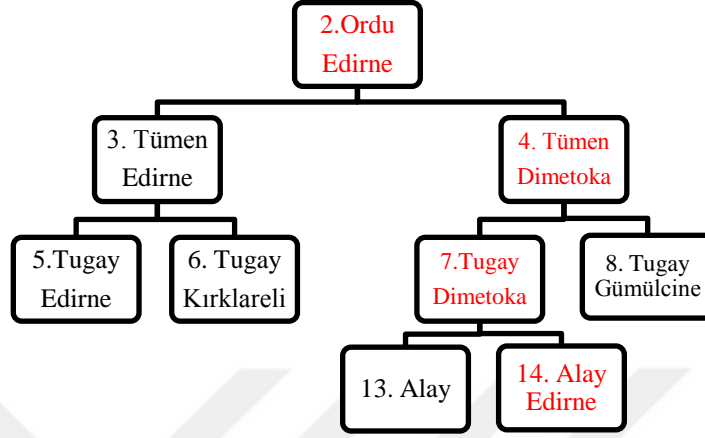 2.Ordu
Edirne
3. Tümen
Edirne
4. Tümen
Dimetoka
5.Tugay
Edirne
6. Tugay
Kırklareli
7.Tugay
Dimetoka
8. Tugay
Gümülcine
13. Alay
14. Alay
Edirne